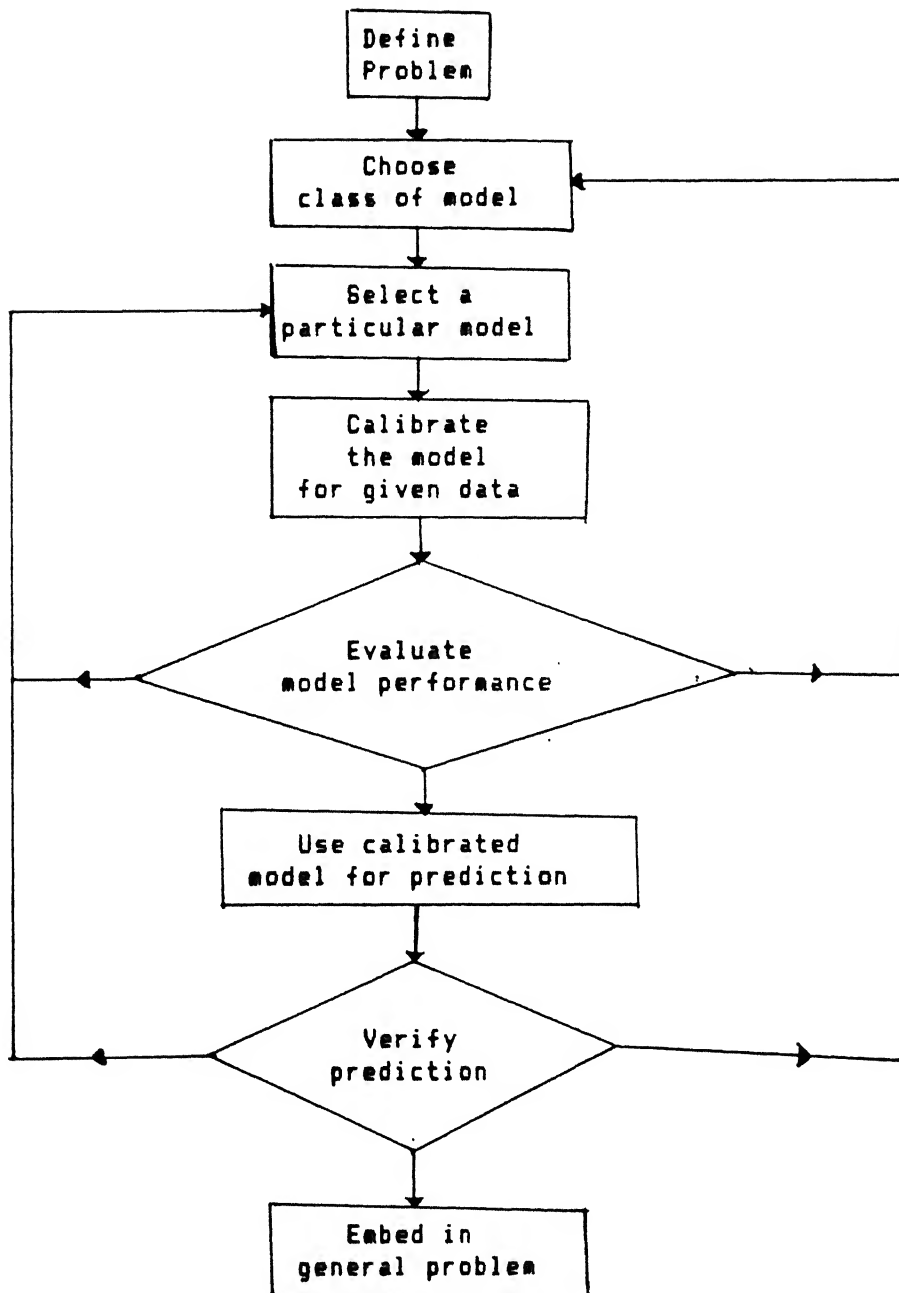 Define
Problem
Choose
class of model
Select a
particular model
Calibrate
the model
for given data
Evaluate
model performance
Use calibrated
model for prediction
Verify
prediction
Embed in
general problem